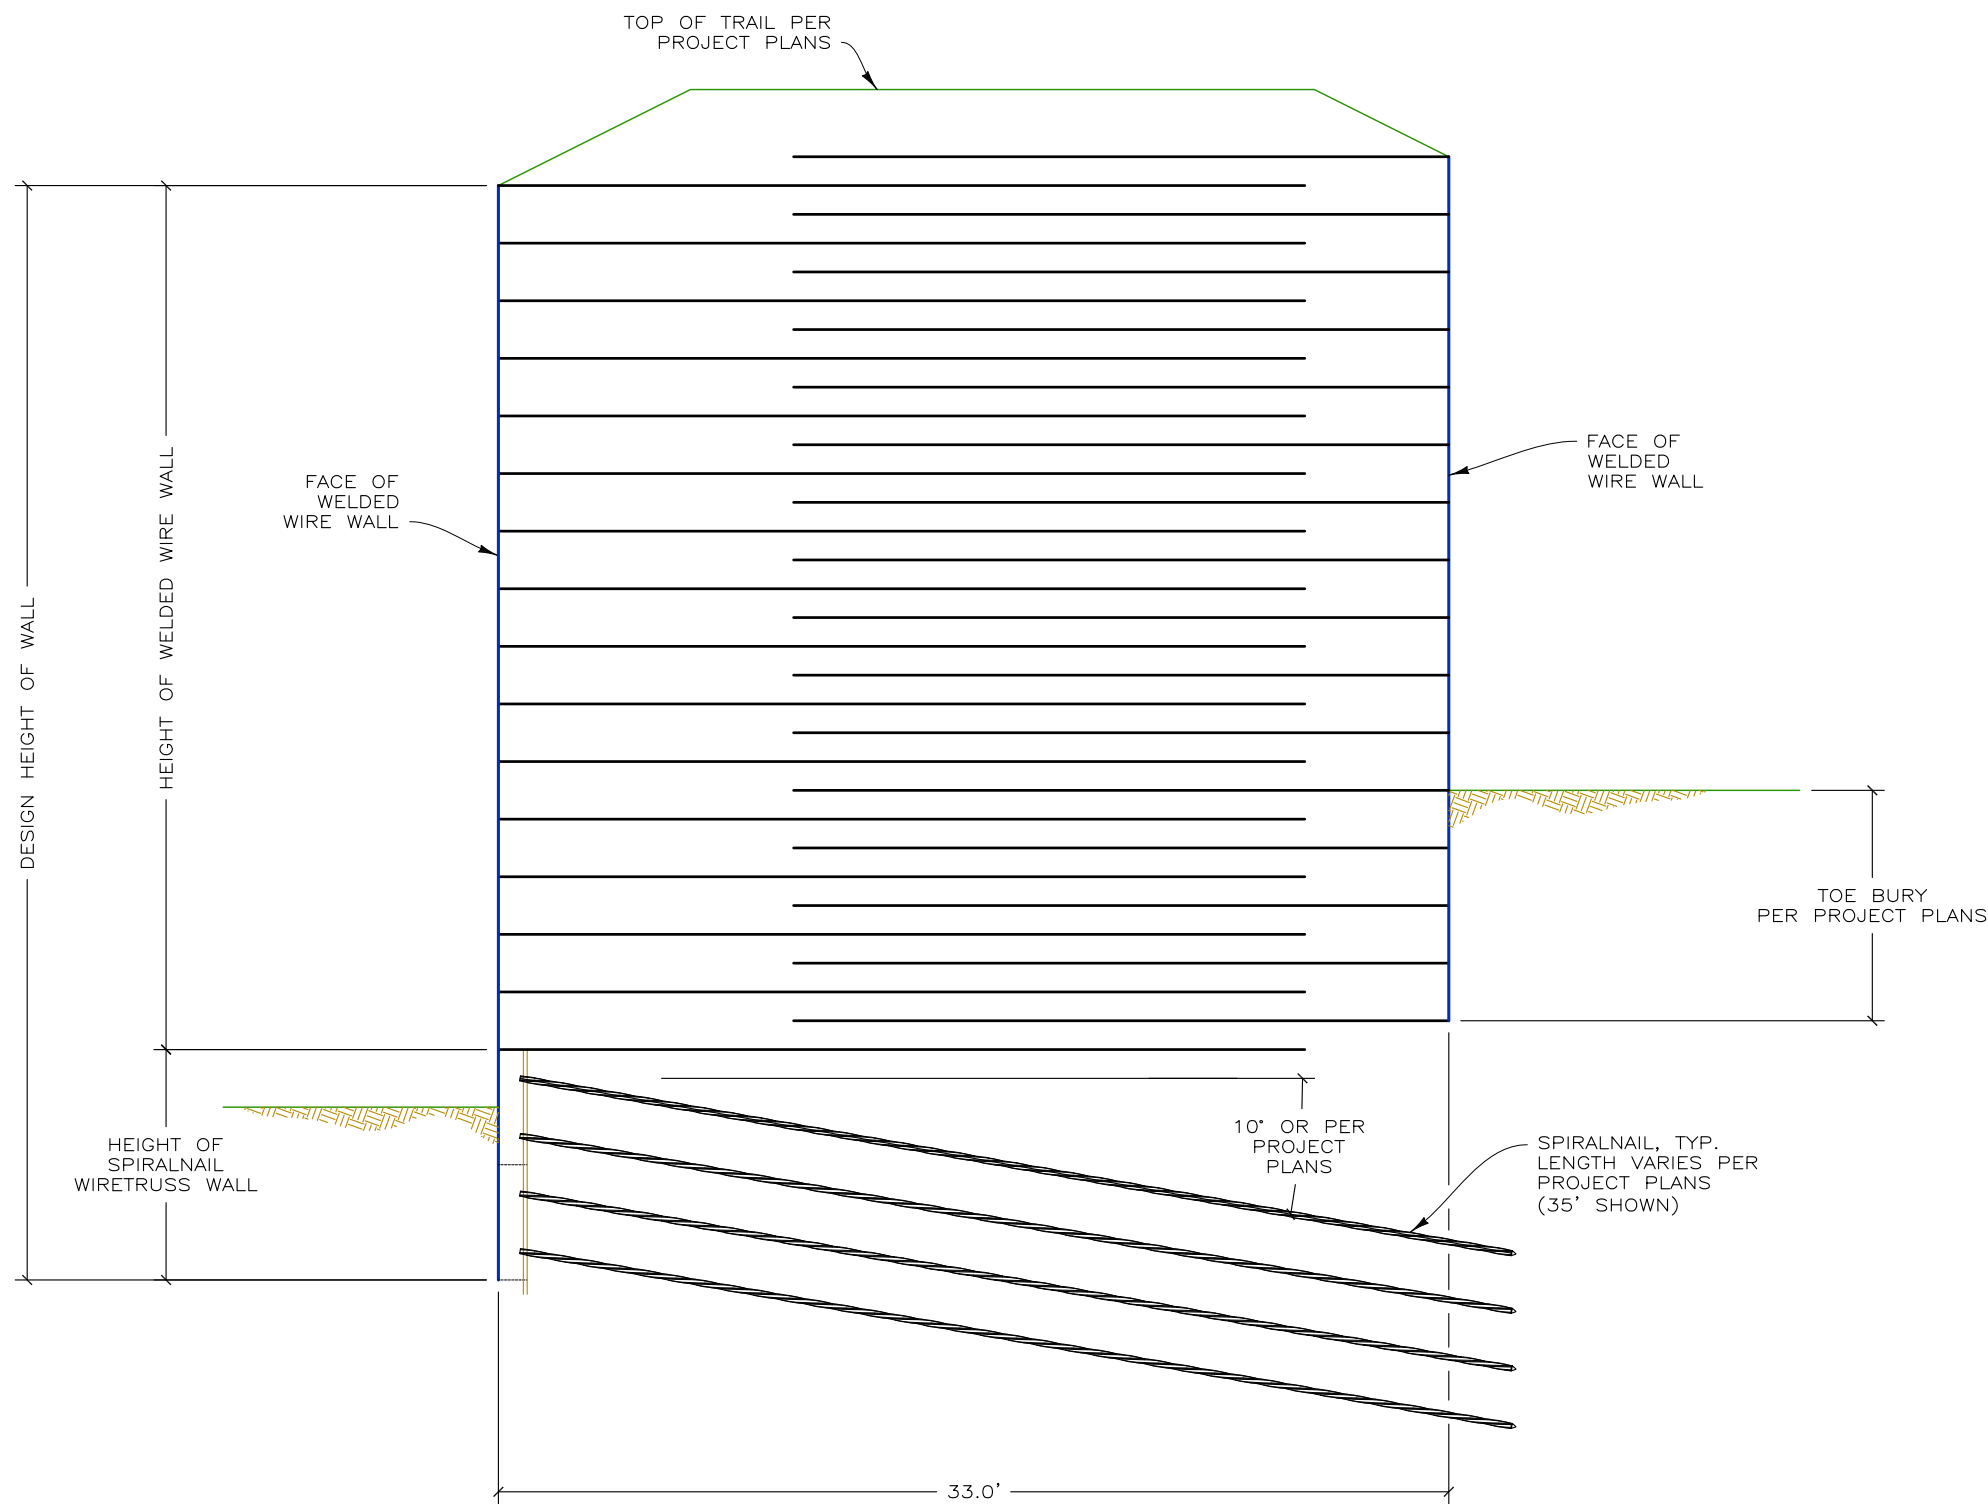 TOP OF TRAIL PER
PROJECT PLANS
FACE OF
WELDED
WIRE WALL
FACE OF
WELDED
WIRE WALL
DESIGN HEIGHT OF WALL
HEIGHT OF WELDED WIRE WALL
TOE BURY
PER PROJECT PLANS
HEIGHT OF
SPIRALNAIL
WIRETRUSS WALL
10° OR PER
PROJECT
PLANS
SPIRALNAIL, TYP.
LENGTH VARIES PER
PROJECT PLANS
(35' SHOWN)
33.0'